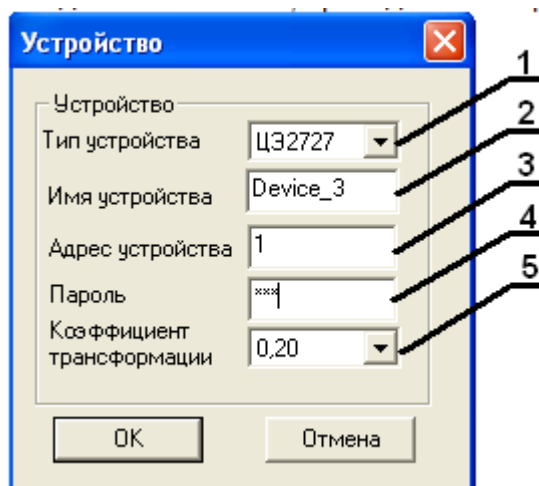 Устройство
Устройство
Тип устройства ЦЭ2727 1
Имя устройства Device_3 2
Адрес устройства 1 3
Пароль *** 4
Коэффициент
трансформации 0,20 5
OK Отмена